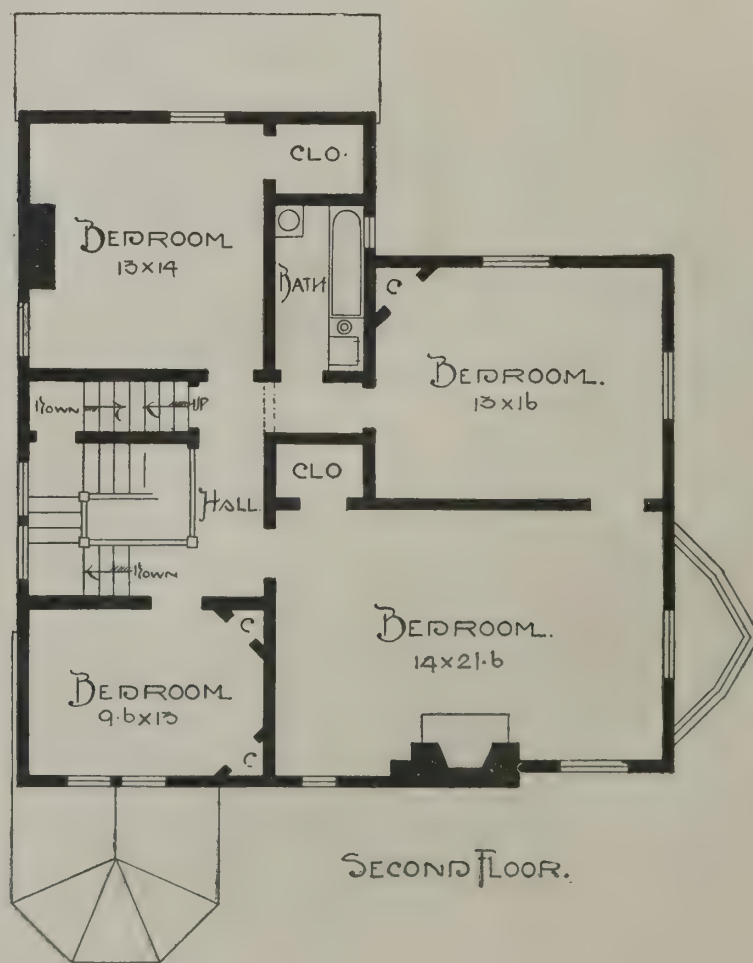 CLO.
BEDROOM
13X14
BATH
C
BEDROOM.
13X16
DOWN
UP
CLO
HALL.
DOWN
C
BEDROOM.
14X21.6
BEDROOM
9.6X13
C
SECOND FLOOR.